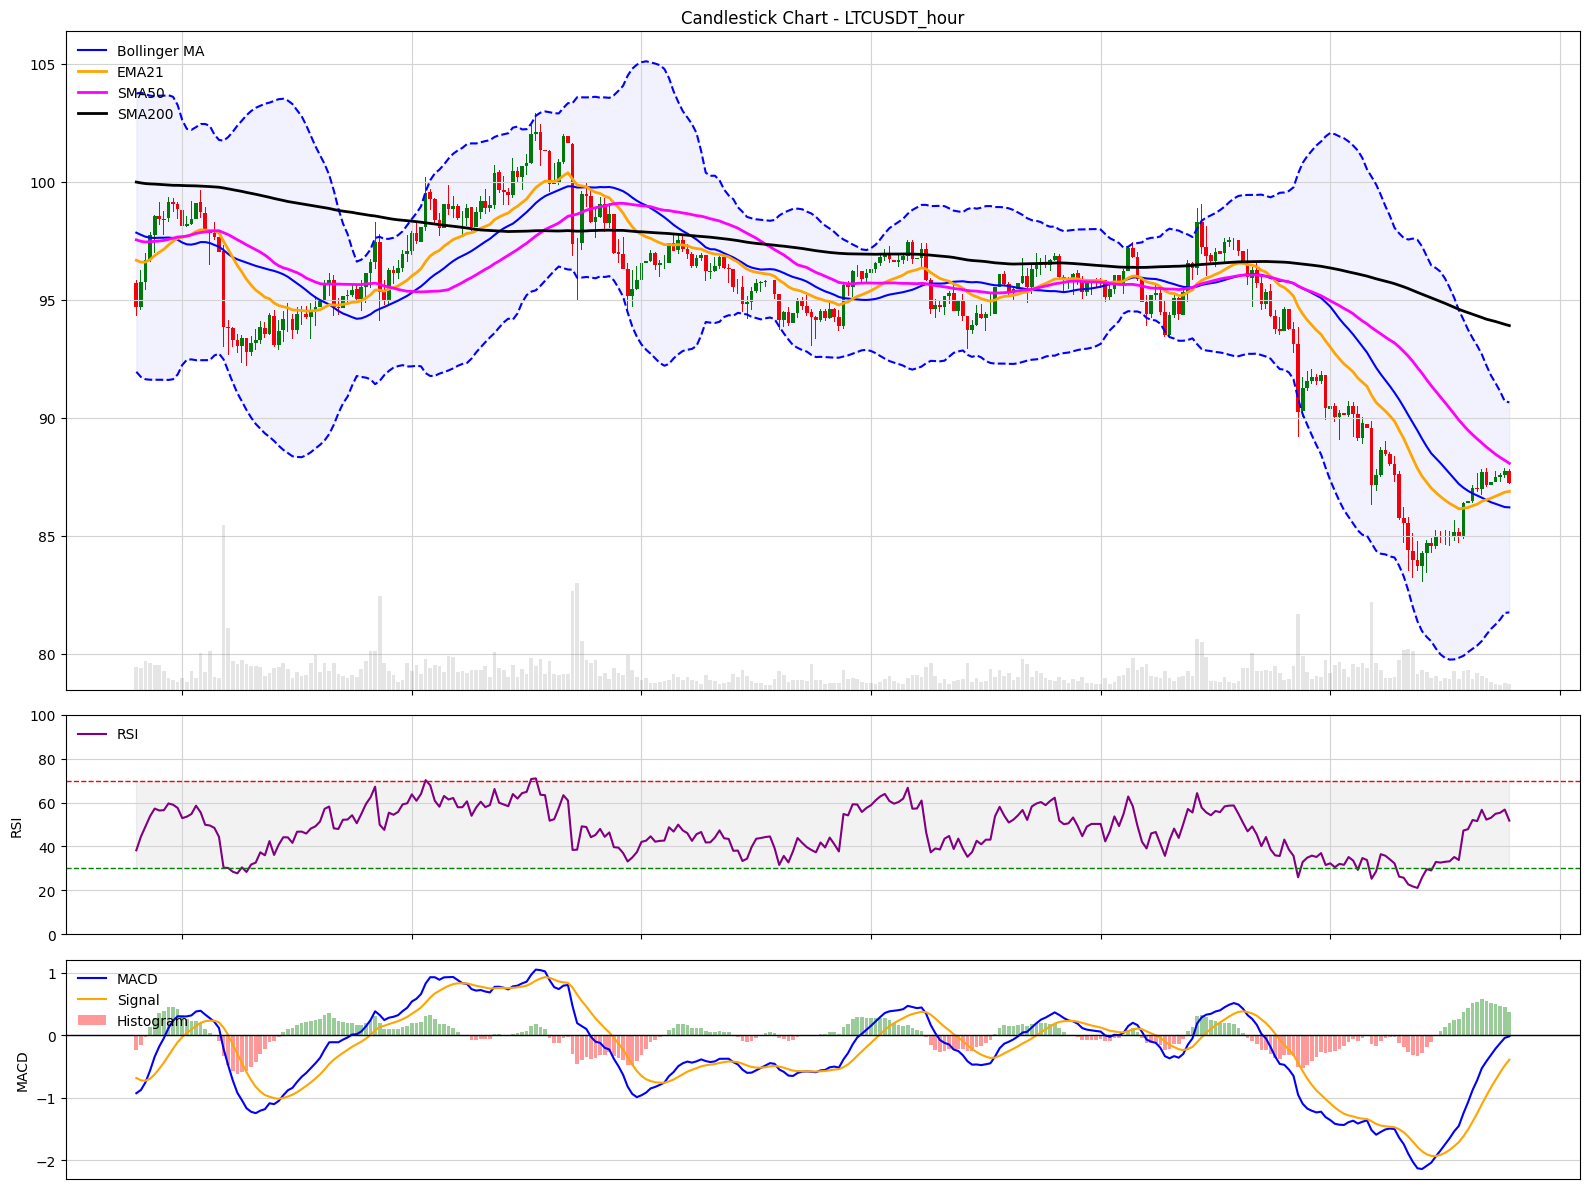 Candlestick Chart - LTCUSDT_hour
Bollinger MA
EMA21
SMA50
SMA200
105
100
95
90
85
80
RSI
100
80
60
40
20
0
RSI
MACD
Signal
Histogram
1
0
−1
−2
MACD